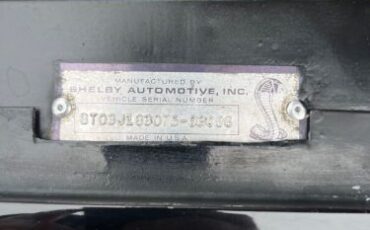 MANUFACTURED BY
SHELBY AUTOMOTIVE, INC.
VEHICLE SERIAL NUMBER
MADE IN U.S.A.